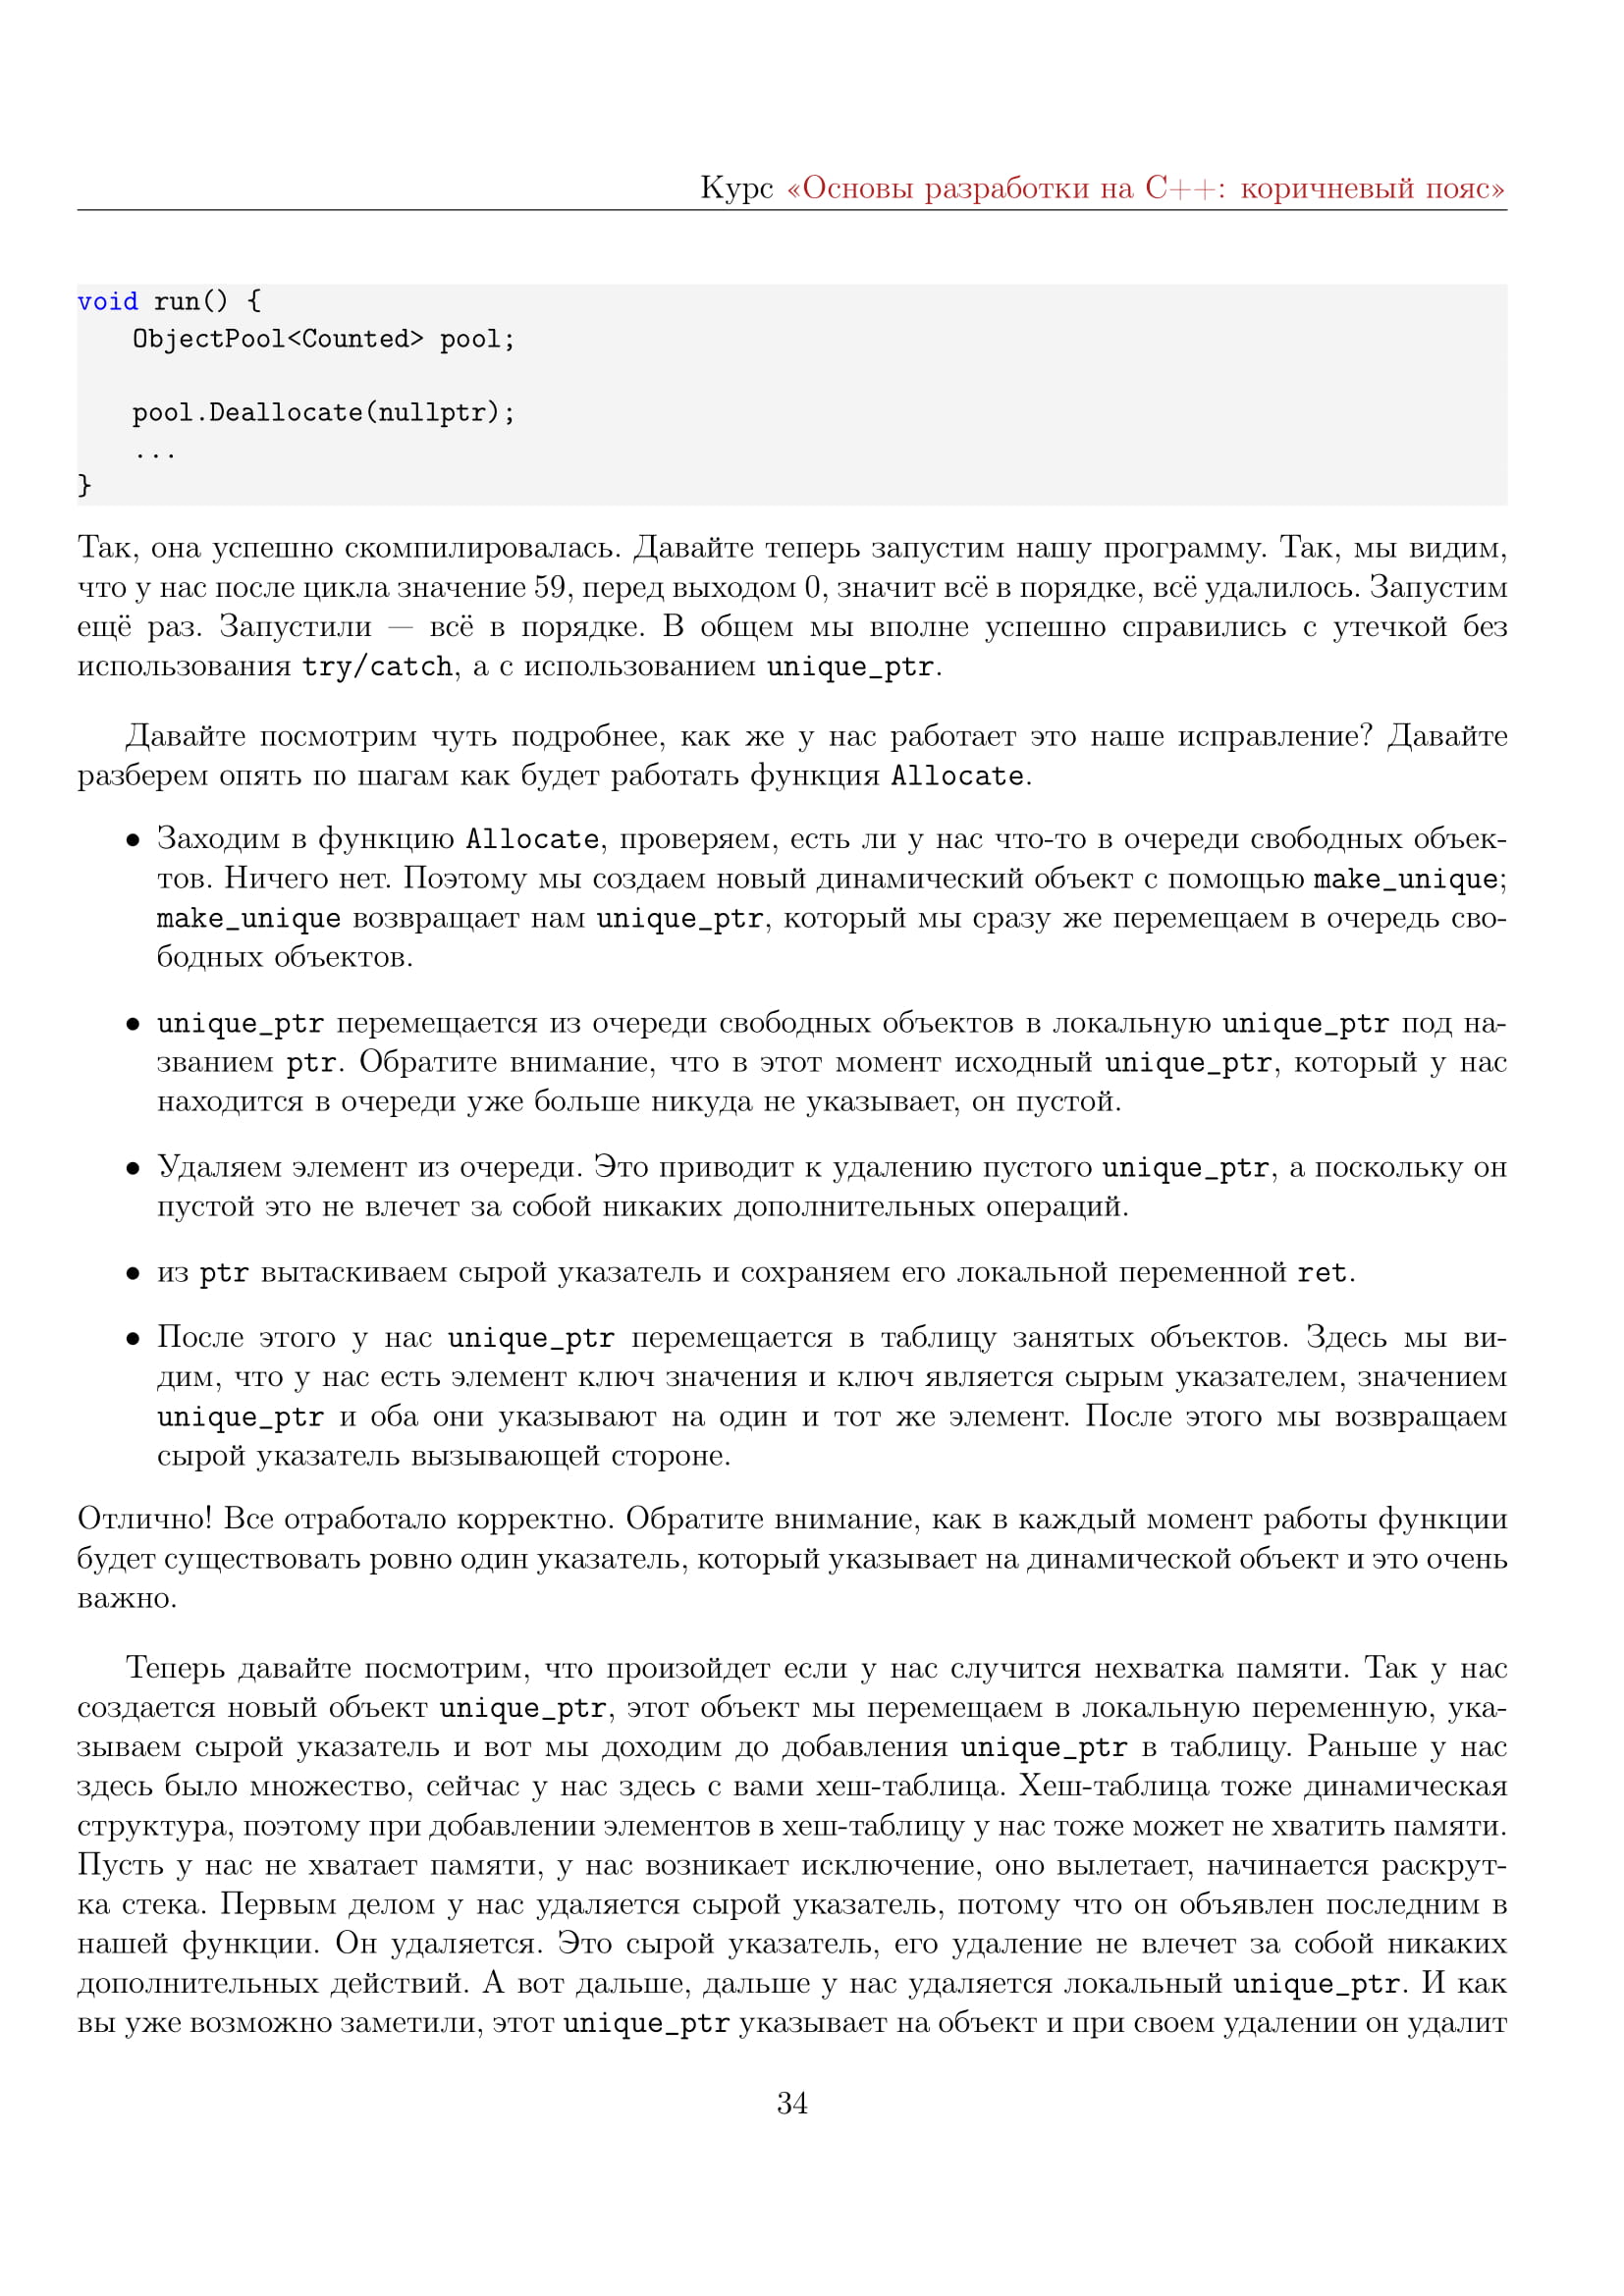 Курс «Основы разработки на C++: коричневый пояс»
void run() {
ObjectPool<Counted> pool;
pool.Deallocate(nullptr);
...
}
Так, она успешно скомпилировалась. Давайте теперь запустим нашу программу. Так, мы видим,
что у нас после цикла значение 59, перед выходом 0, значит всё в порядке, всё удалилось. Запустим
ещё раз. Запустили — всё в порядке. В общем мы вполне успешно справились с утечкой без
использования try/catch, а с использованием unique_ptr.
Давайте посмотрим чуть подробнее, как же у нас работает это наше исправление? Давайте
разберем опять по шагам как будет работать функция Allocate.
• Заходим в функцию Allocate, проверяем, есть ли у нас что-то в очереди свободных объек-
тов. Ничего нет. Поэтому мы создаем новый динамический объект с помощью make_unique;
make_unique возвращает нам unique_ptr, который мы сразу же перемещаем в очередь сво-
бодных объектов.
• unique_ptr перемещается из очереди свободных объектов в локальную unique_ptr под на-
званием ptr. Обратите внимание, что в этот момент исходный unique_ptr, который у нас
находится в очереди уже больше никуда не указывает, он пустой.
• Удаляем элемент из очереди. Это приводит к удалению пустого unique_ptr, а поскольку он
пустой это не влечет за собой никаких дополнительных операций.
• из ptr вытаскиваем сырой указатель и сохраняем его локальной переменной ret.
• После этого у нас unique_ptr перемещается в таблицу занятых объектов. Здесь мы ви-
дим, что у нас есть элемент ключ значения и ключ является сырым указателем, значением
unique_ptr и оба они указывают на один и тот же элемент. После этого мы возвращаем
сырой указатель вызывающей стороне.
Отлично! Все отработало корректно. Обратите внимание, как в каждый момент работы функции
будет существовать ровно один указатель, который указывает на динамической объект и это очень
важно.
Теперь давайте посмотрим, что произойдет если у нас случится нехватка памяти. Так у нас
создается новый объект unique_ptr, этот объект мы перемещаем в локальную переменную, ука-
зываем сырой указатель и вот мы доходим до добавления unique_ptr в таблицу. Раньше у нас
здесь было множество, сейчас у нас здесь с вами хеш-таблица. Хеш-таблица тоже динамическая
структура, поэтому при добавлении элементов в хеш-таблицу у нас тоже может не хватить памяти.
Пусть у нас не хватает памяти, у нас возникает исключение, оно вылетает, начинается раскрут-
ка стека. Первым делом у нас удаляется сырой указатель, потому что он объявлен последним в
нашей функции. Он удаляется. Это сырой указатель, его удаление не влечет за собой никаких
дополнительных действий. А вот дальше, дальше у нас удаляется локальный unique_ptr. И как
вы уже возможно заметили, этот unique_ptr указывает на объект и при своем удалении он удалит
34